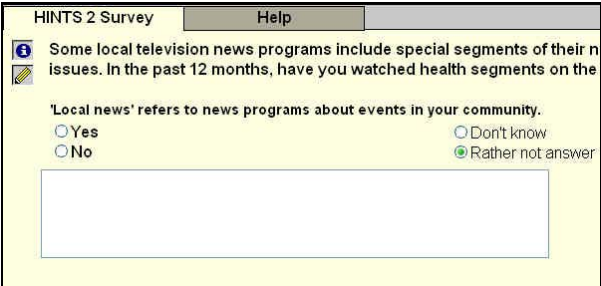 HINTS 2 Survey Help
Some local television news programs include special segments of their n
issues. In the past 12 months, have you watched health segments on the
'Local news' refers to news programs about events in your community.
Yes Don't know
No Rather not answer